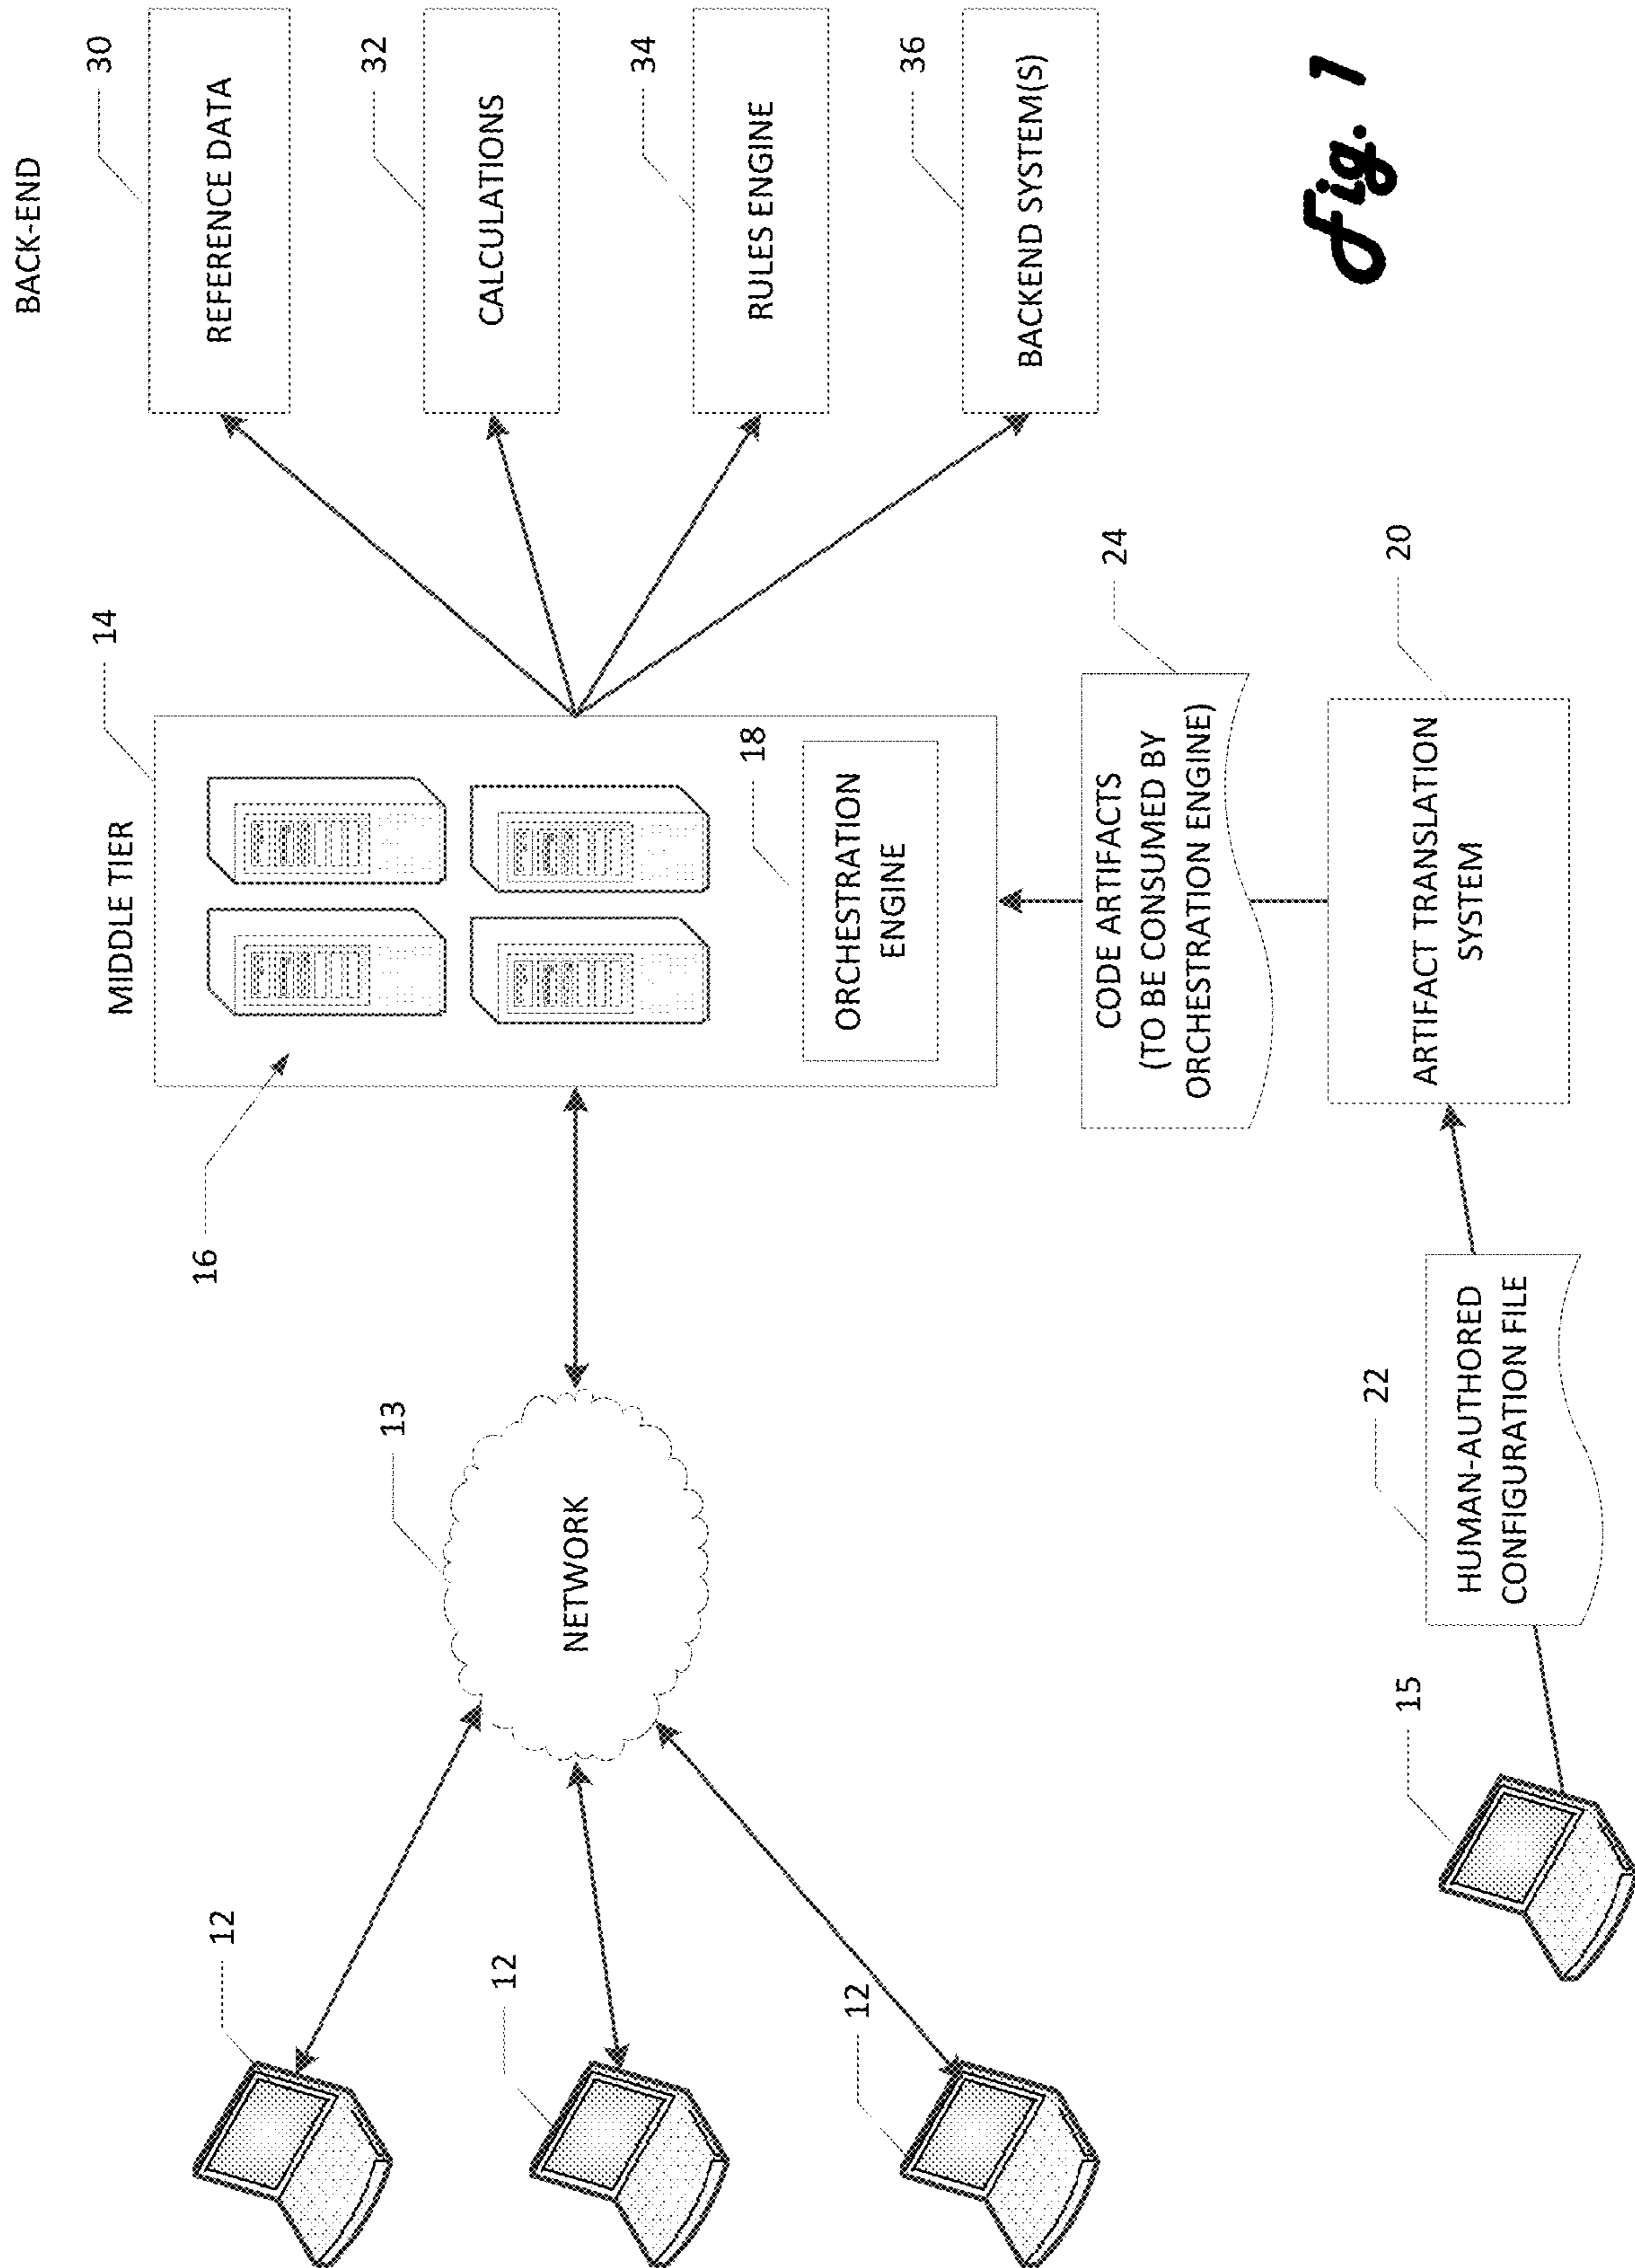 BACK-END
MIDDLE TIER
14
30
REFERENCE DATA
12
16
13
32
CALCULATIONS
12
NETWORK
18
34
RULES ENGINE
12
ORCHESTRATION
ENGINE
36
BACKEND SYSTEM(S)
24
CODE ARTIFACTS
(TO BE CONSUMED BY
ORCHESTRATION ENGINE)
15
22
HUMAN-AUTHORED
CONFIGURATION FILE
20
ARTIFACT TRANSLATION
SYSTEM
Fig. 1